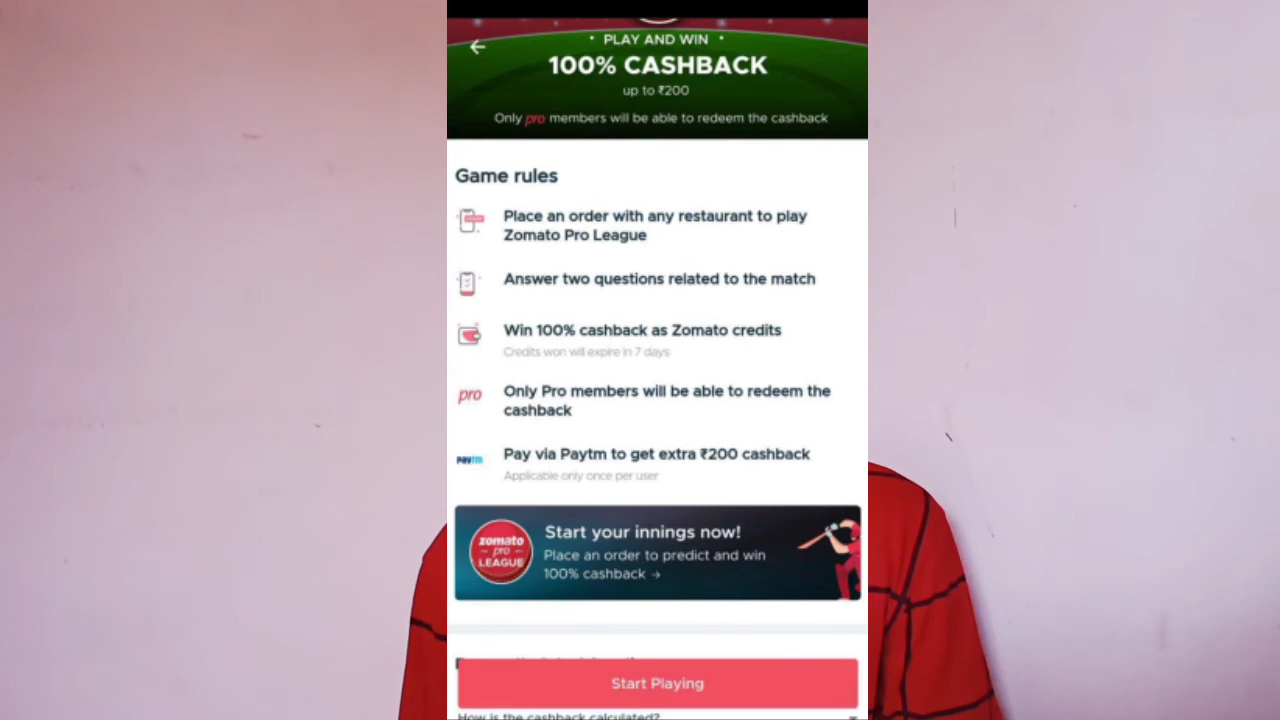 • PLAY AND WIN •
100% CASHBACK
up to ₹200
Only pro members will be able to redeem the cashback
Game rules
Place an order with any restaurant to play
Zomato Pro League
Answer two questions related to the match
Win 100% cashback as Zomato credits
Credits won will expire in 7 days
pro
Only Pro members will be able to redeem the
cashback
paytm
Pay via Paytm to get extra ₹200 cashback
Applicable only once per user
zomato
pro
LEAGUE
Start your innings now!
Place an order to predict and win
100% cashback →
Start Playing
How is the cashback calculated?